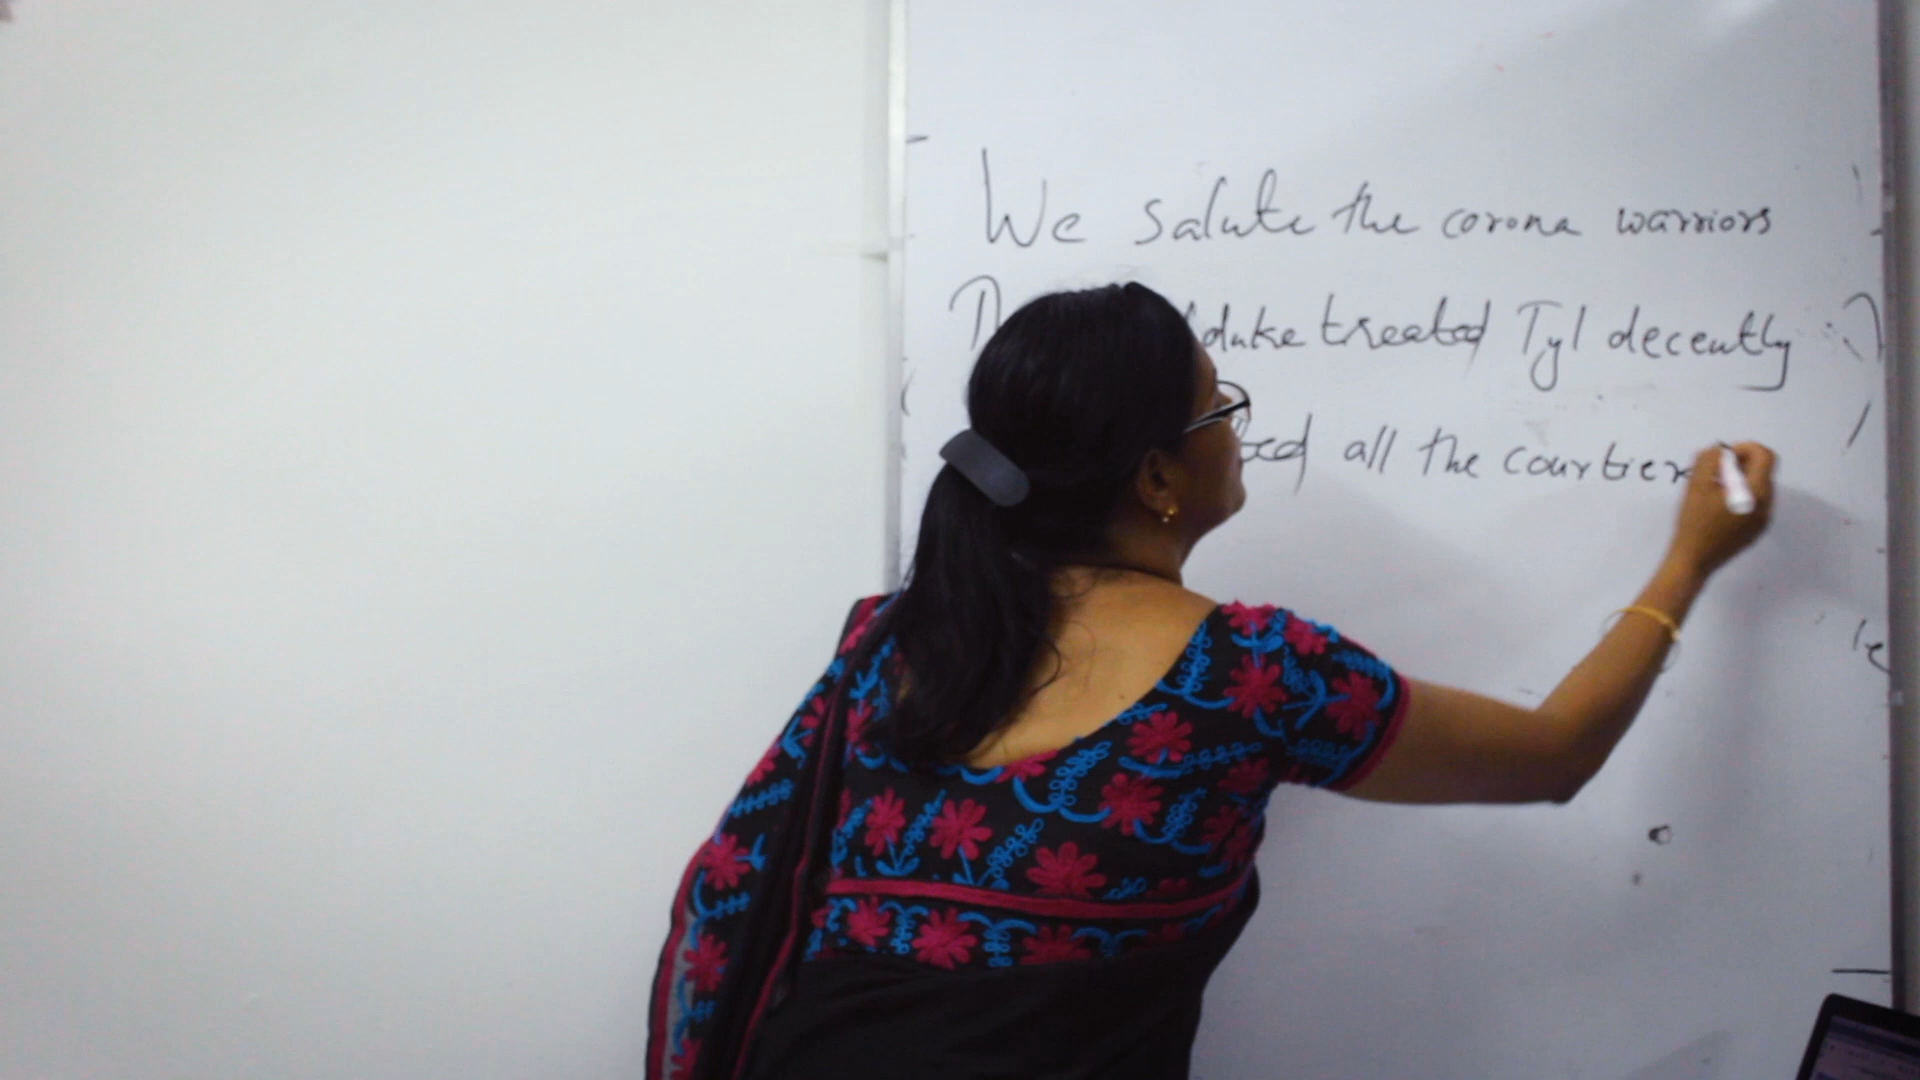 We salute the corona warriors
duke treated Tyl decently
all the courtier